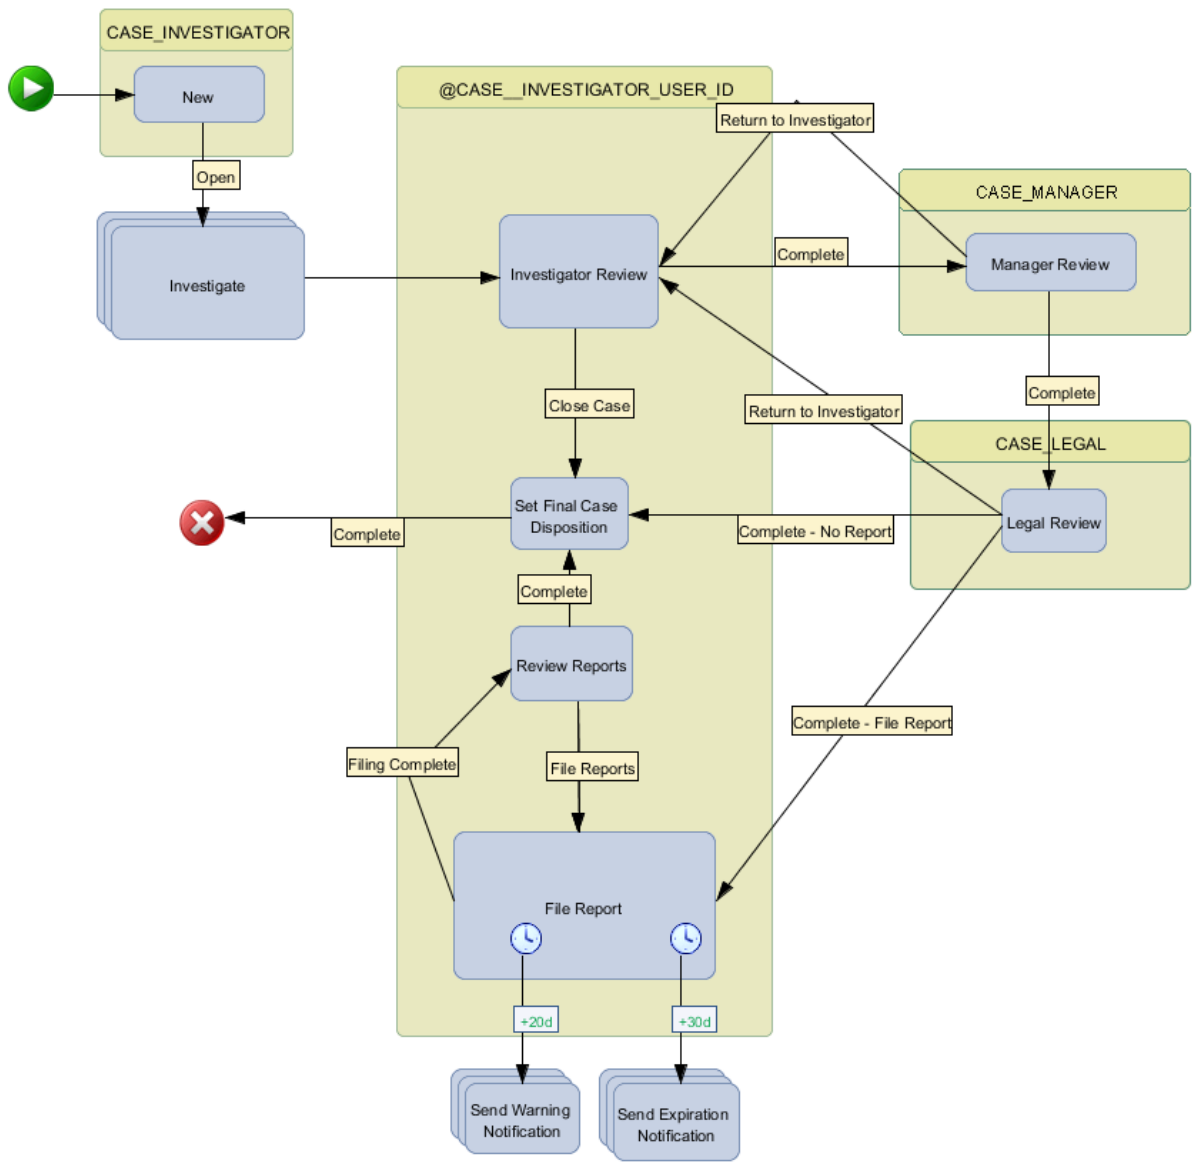 CASE_INVESTIGATOR
New
Open
Investigate
@CASE__INVESTIGATOR_USER_ID
Return to Investigator
CASE_MANAGER
Investigator Review
Complete
Manager Review
Close Case
Return to Investigator
Complete
CASE_LEGAL
Set Final Case
Disposition
Complete
Complete - No Report
Legal Review
Complete
Review Reports
Complete - File Report
Filing Complete
File Reports
File Report
+20d
+30d
Send Warning
Notification
Send Expiration
Notification